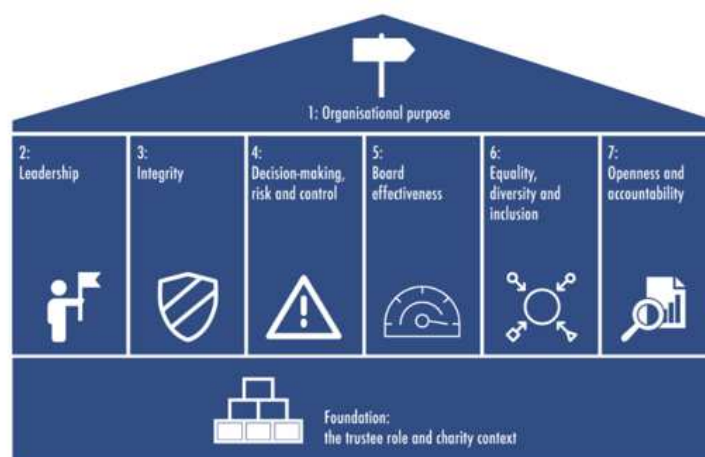 1: Organisational purpose
2:
Leadership
3:
Integrity
4:
Decision-making,
risk and control
5:
Board
effectiveness
6:
Equality,
diversity and
inclusion
7:
Openness and
accountability
Foundation:
the trustee role and charity context